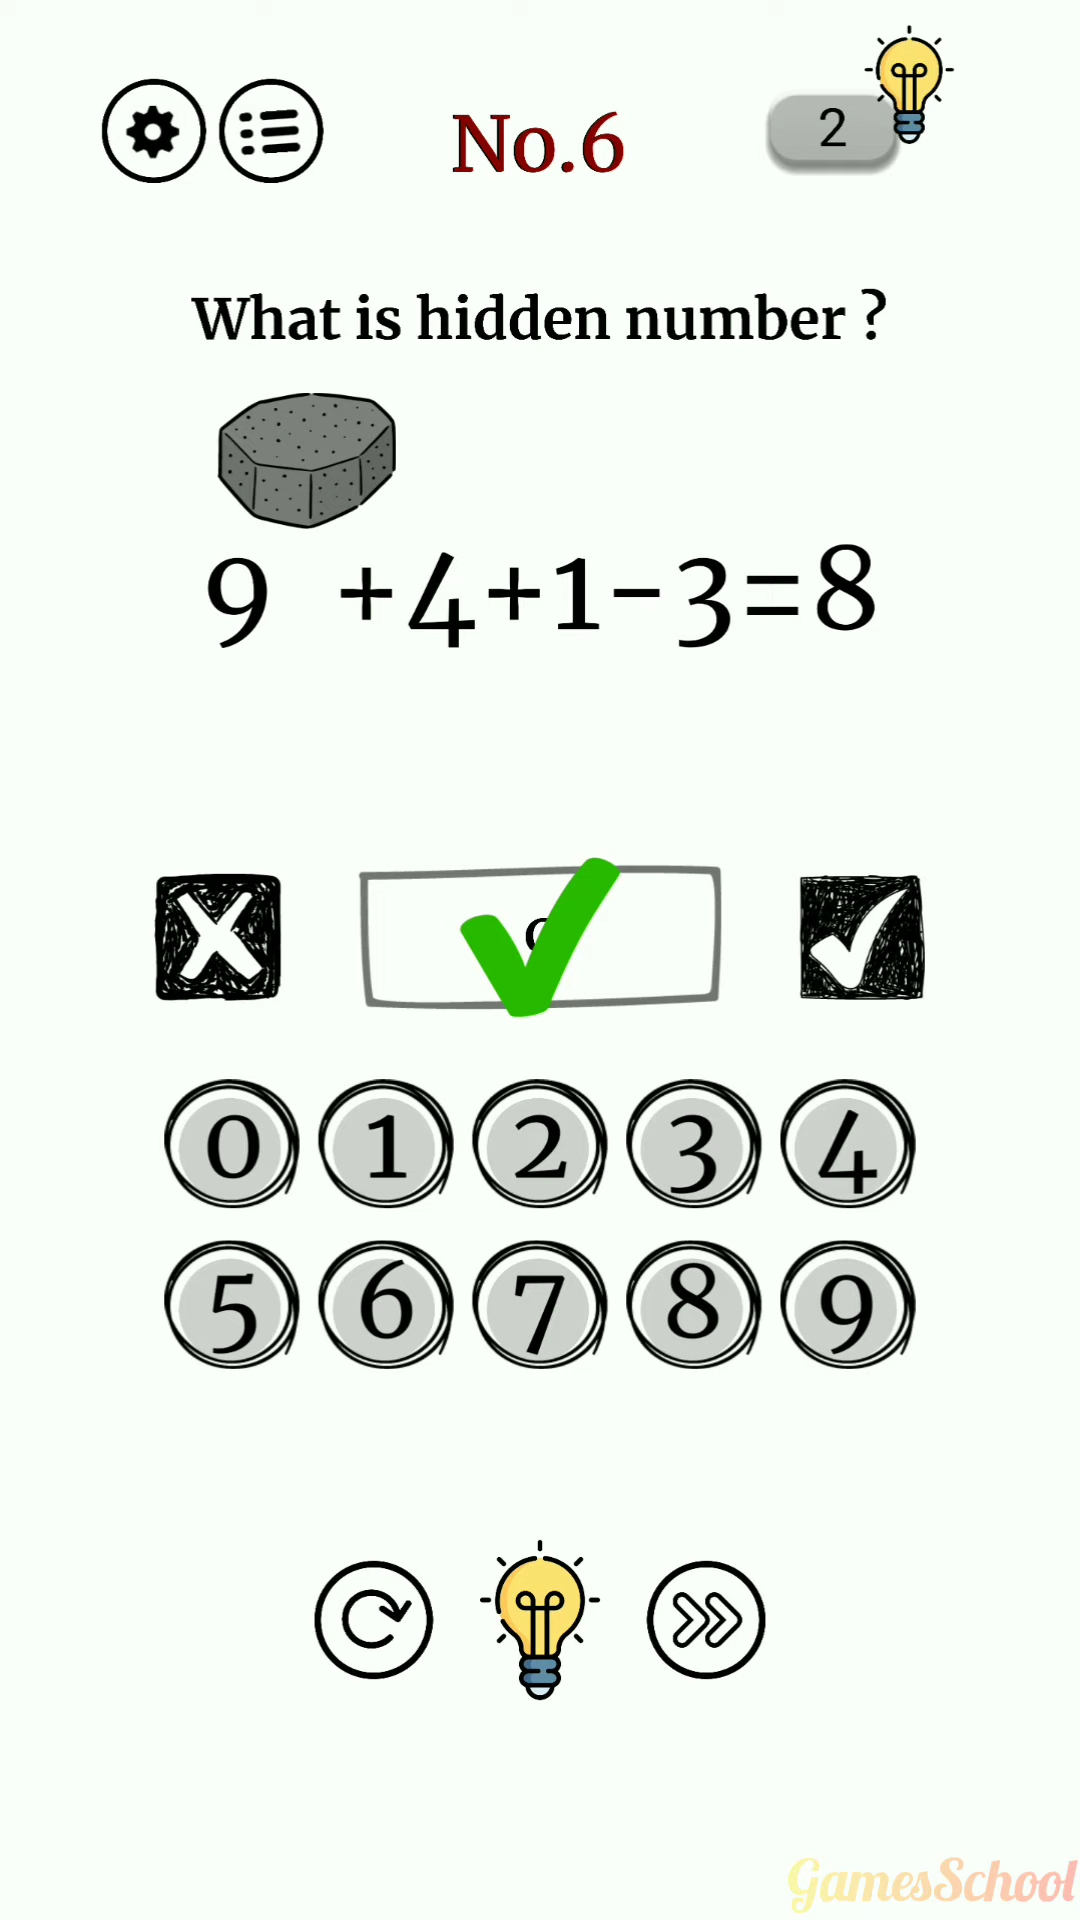 No.6
2
What is hidden number ?
9 +4+1-3=8
0 1 2 3 4
5 6 7 8 9
GamesSchool